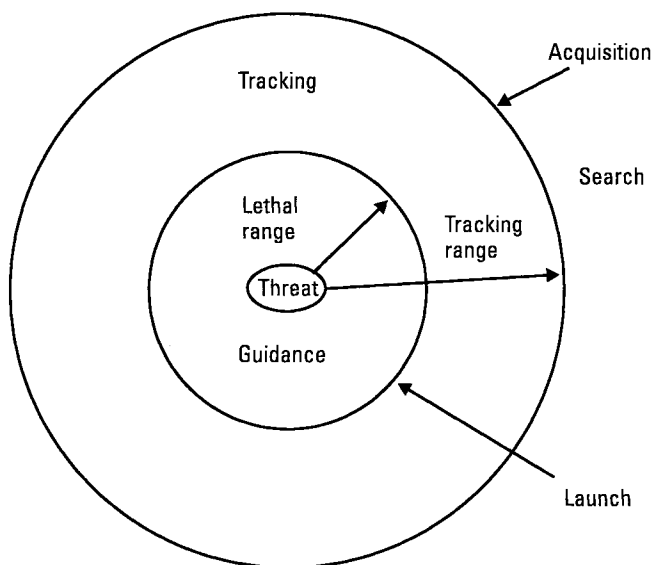 Acquisition
Tracking
Search
Lethal
range
Tracking
range
Threat
Guidance
Launch